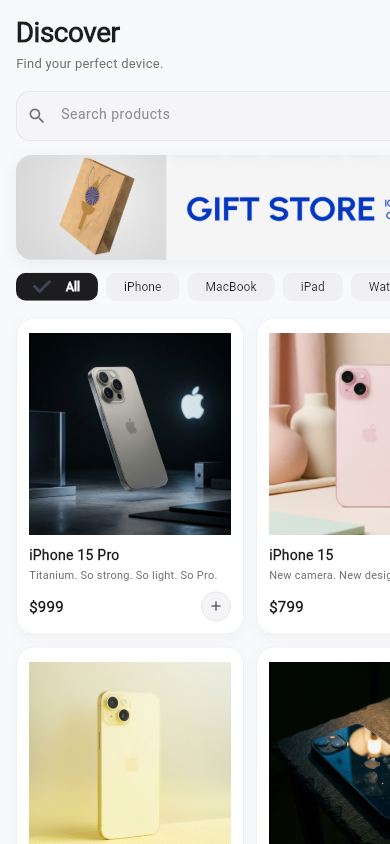 Discover
Find your perfect device.
Search products
GIFT STORE
All
iPhone
MacBook
iPad
iPhone 15 Pro
Titanium. So strong. So light. So Pro.
$999
iPhone 15
New camera. New
$799